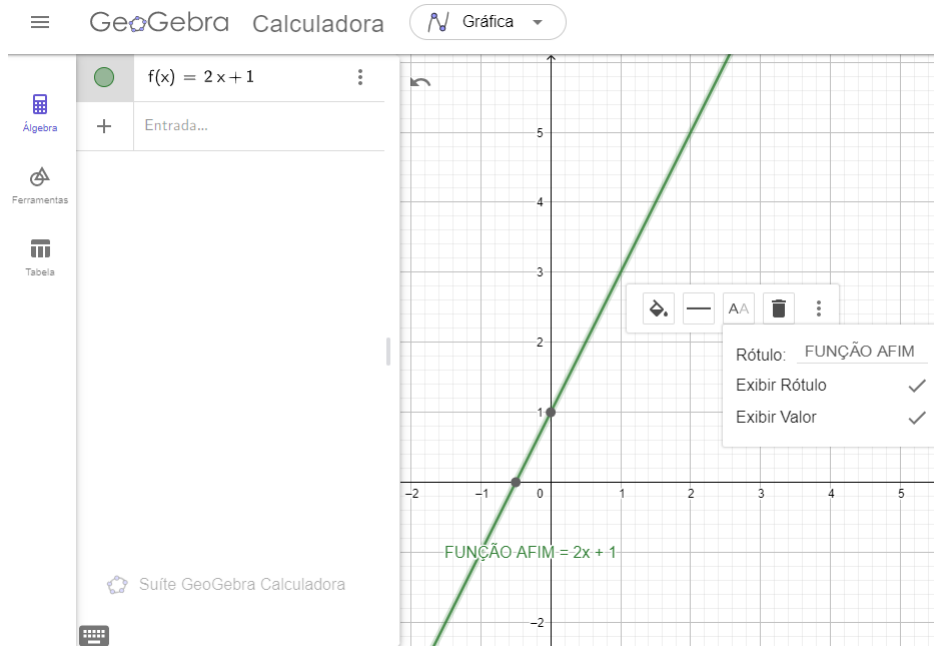 GeoGebra Calculadora Gráfica
f(x) = 2x + 1
Entrada...
Álgebra
Ferramentas
Tabela
5
4
3
2
1
Rótulo: FUNÇÃO AFIM
Exibir Rótulo
Exibir Valor
AA
−2 −1 0 1 2 3 4 5
FUNÇÃO AFIM = 2x + 1
−2
Suíte GeoGebra Calculadora